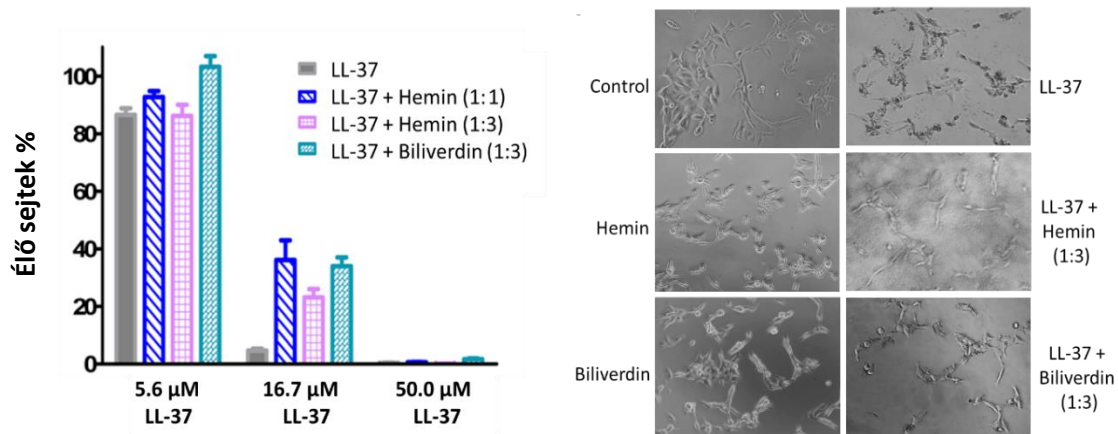 Élő sejtek %
100
80
60
40
20
0
LL-37
LL-37 + Hemin (1:1)
LL-37 + Hemin (1:3)
LL-37 + Biliverdin (1:3)
5.6 µM
LL-37
16.7 µM
LL-37
50.0 µM
LL-37
Control
LL-37
Hemin
LL-37 +
Hemin
(1:3)
Biliverdin
LL-37 +
Biliverdin
(1:3)